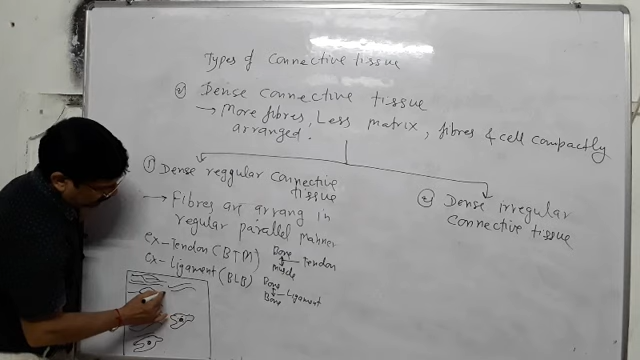 Types of connective tissue
② Dense connective tissue
→ More fibres, Less matrix, fibres & cell compactly
arranged.
① Dense reggular connective
tissue
→ Fibres are arrang in
regular parallel manner
ex - Tendon (BTM)
Bone
Muscle
Tendon
ex - Ligament (BLB)
Bone
Bone
Ligament
② Dense irregular
connective tissue